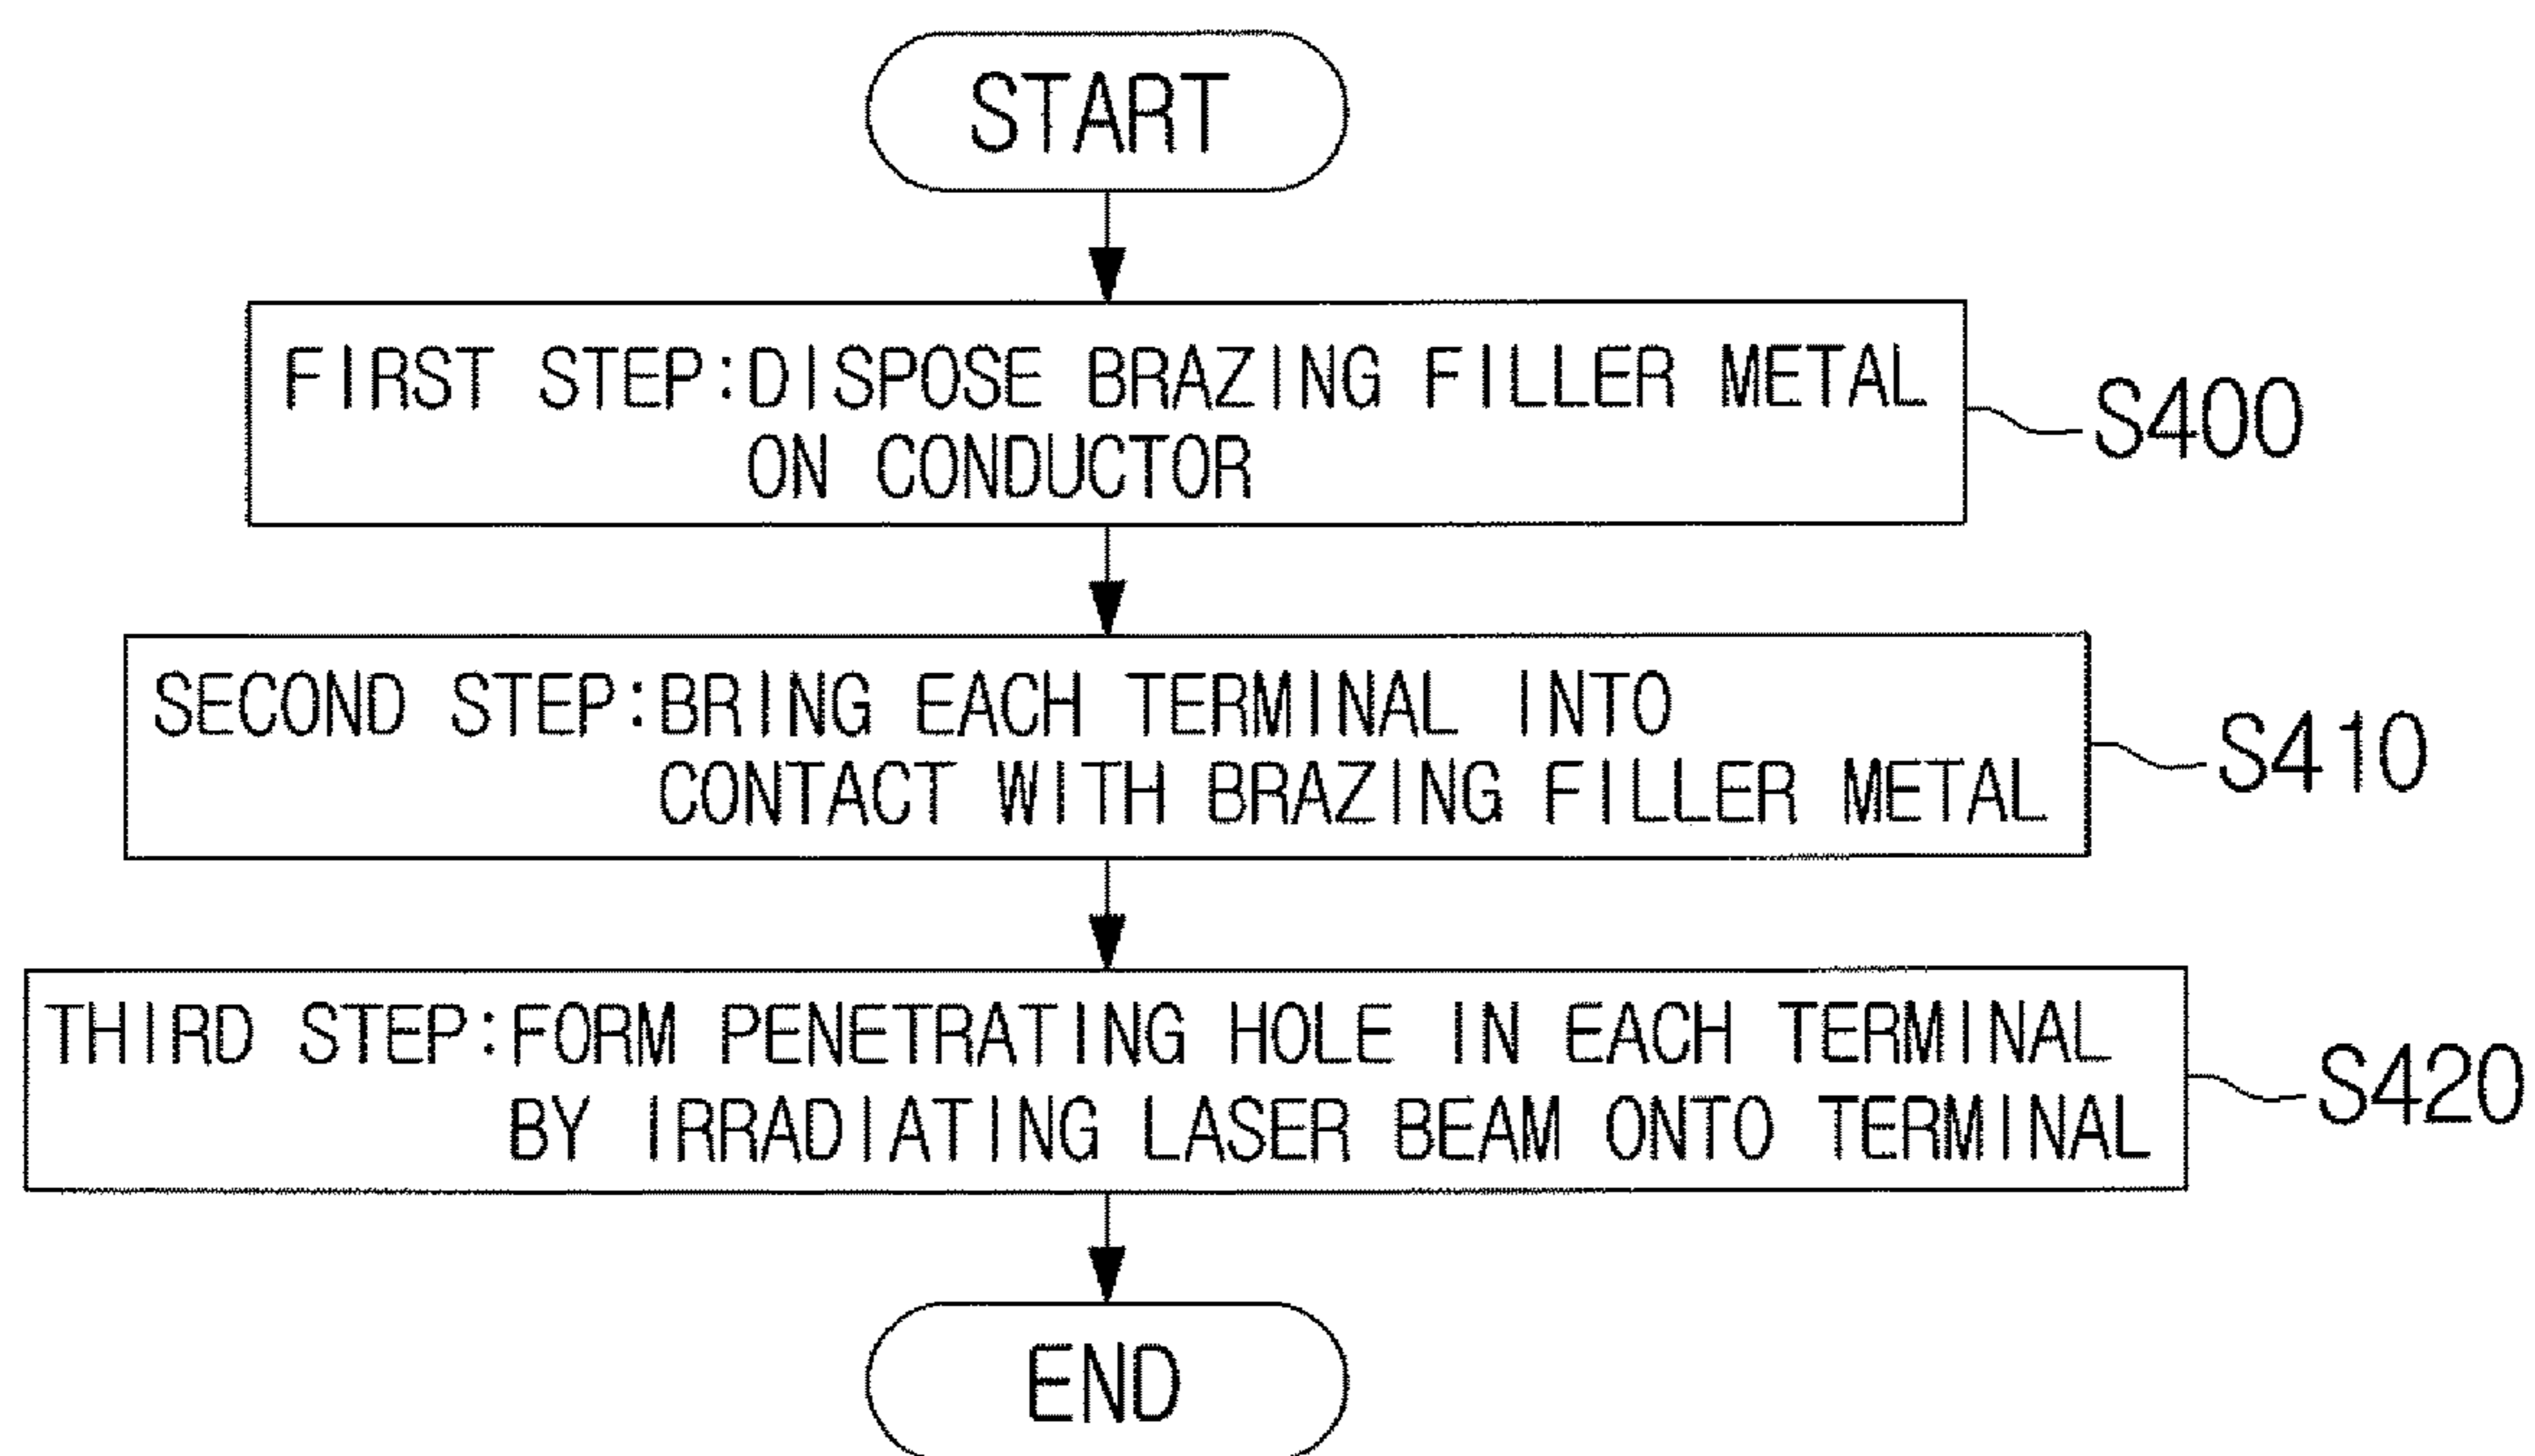 START
FIRST STEP:DISPOSE BRAZING FILLER METAL
ON CONDUCTOR
S400
SECOND STEP:BRING EACH TERMINAL INTO
CONTACT WITH BRAZING FILLER METAL
S410
THIRD STEP:FORM PENETRATING HOLE IN EACH TERMINAL
BY IRRADIATING LASER BEAM ONTO TERMINAL
S420
END